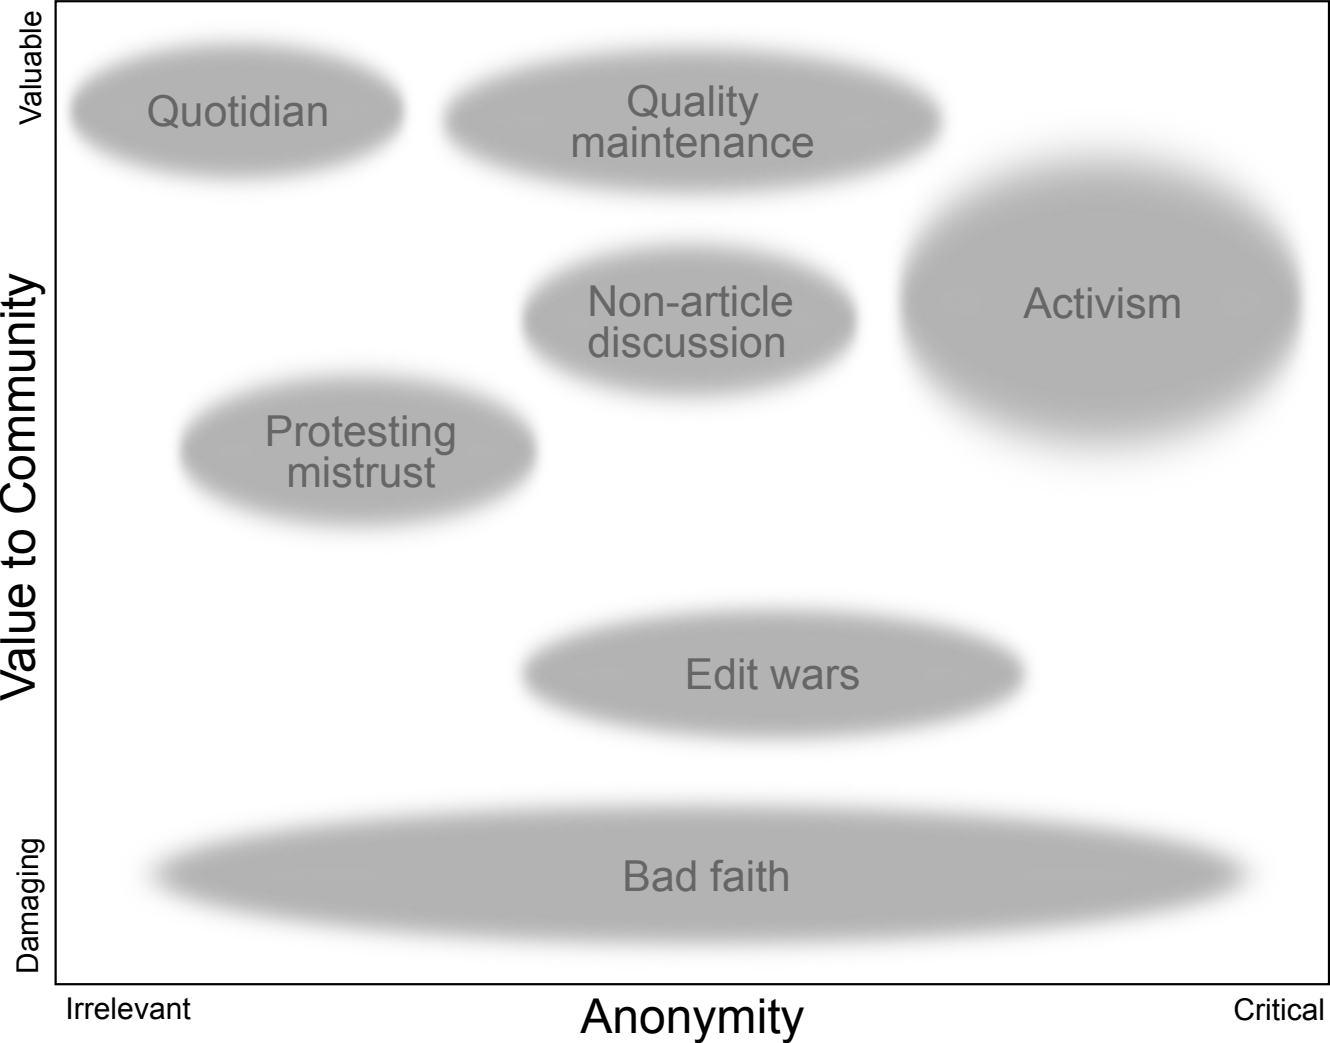 Valuable
Quotidian
Quality
maintenance
Non-article
discussion
Activism
Protesting
mistrust
Value to Community
Edit wars
Bad faith
Damaging
Irrelevant
Anonymity
Critical